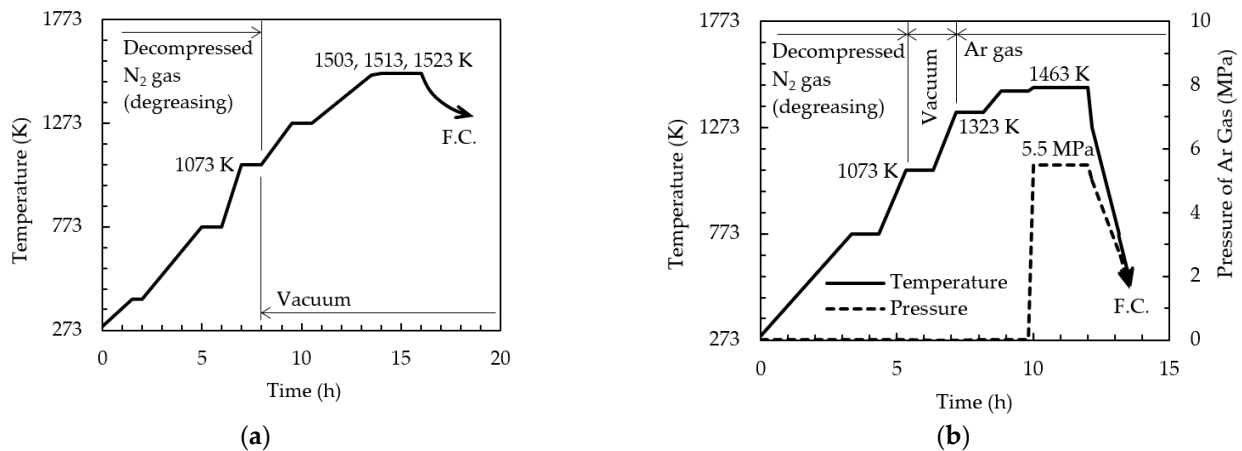 1773
1273
773
273
Temperature (K)
Decompressed
N₂ gas
(degreasing)
1503, 1513, 1523 K
F.C.
1073 K
Vacuum
0
5
10
15
20
Time (h)
(a)
1773
1273
773
273
Temperature (K)
Decompressed
N₂ gas
(degreasing)
Vacuum
Ar gas
1463 K
1323 K
5.5 MPa
1073 K
Temperature
Pressure
F.C.
10
8
6
4
2
0
Pressure of Ar Gas (MPa)
0
5
10
15
Time (h)
(b)